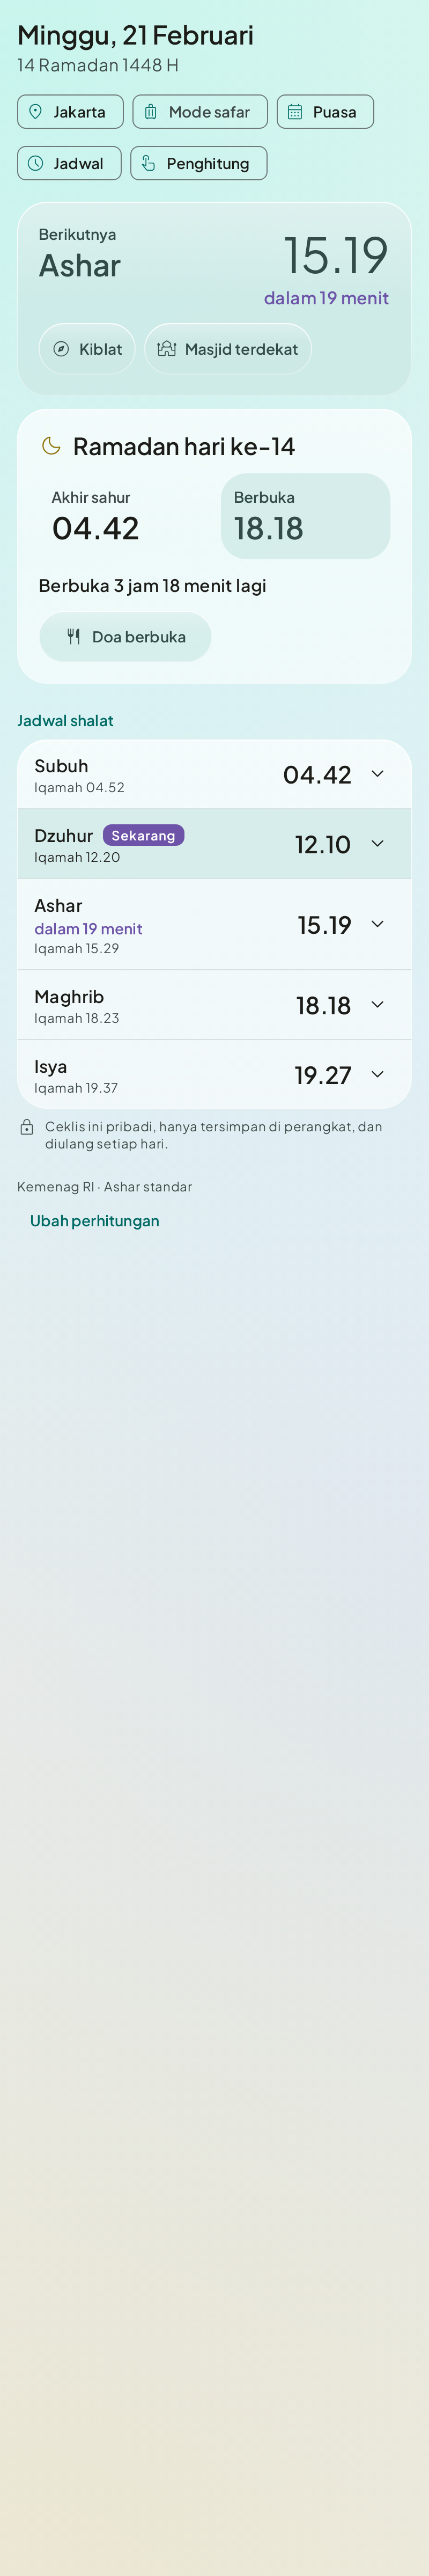 Minggu, 21 Februari
14 Ramadan 1448 H
Jakarta
Mode safar
Puasa
Jadwal
Penghitung
Berikutnya
Ashar
15.19
dalam 19 menit
Kiblat
Masjid terdekat
Ramadan hari ke-14
Akhir sahur
04.42
Berbuka
18.18
Berbuka 3 jam 18 menit lagi
Doa berbuka
Jadwal shalat
Subuh
Iqamah 04.52
04.42
Dzuhur
Sekarang
Iqamah 12.20
12.10
Ashar
dalam 19 menit
Iqamah 15.29
15.19
Maghrib
Iqamah 18.23
18.18
Isya
Iqamah 19.37
19.27
Ceklis ini pribadi, hanya tersimpan di perangkat, dan
diulang setiap hari.
Kemenag RI · Ashar standar
Ubah perhitungan